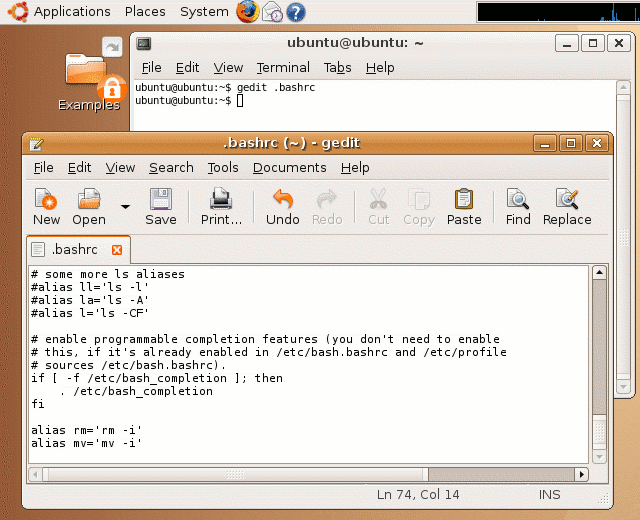 Applications Places System
ubuntu@ubuntu: ~
File Edit View Terminal Tabs Help
ubuntu@ubuntu:~$ gedit .bashrc
ubuntu@ubuntu:~$
Examples
.bashrc (~) - gedit
File Edit View Search Tools Documents Help
New Open Save Print... Undo Redo Cut Copy Paste Find Replace
.bashrc
# some more ls aliases
#alias ll='ls -l'
#alias la='ls -A'
#alias l='ls -CF'
# enable programmable completion features (you don't need to enable
# this, if it's already enabled in /etc/bash.bashrc and /etc/profile
# sources /etc/bash.bashrc).
if [ -f /etc/bash_completion ]; then
    . /etc/bash_completion
fi
alias rm='rm -i'
alias mv='mv -i'
Ln 74, Col 14 INS